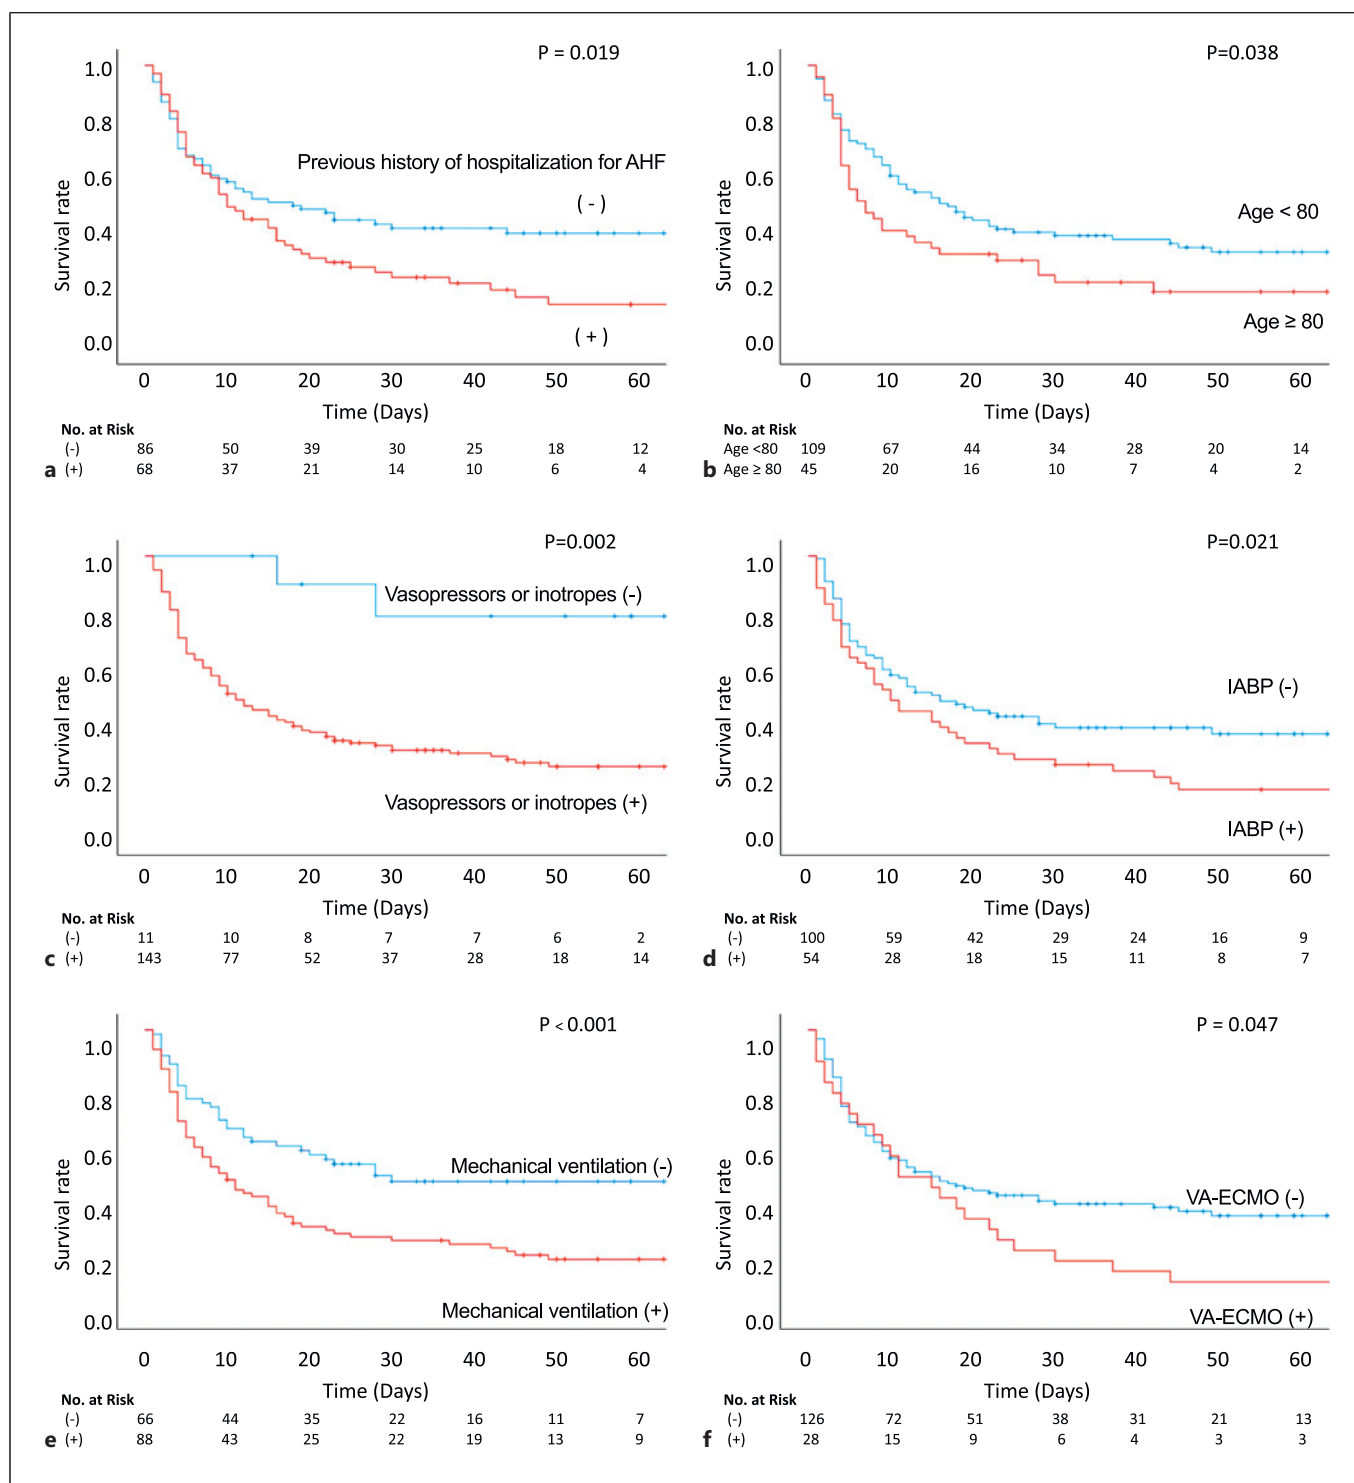 P = 0.019
1.0
0.8
0.6
0.4
0.2
0.0
Survival rate
Previous history of hospitalization for AHF
( - )
( + )
0 10 20 30 40 50 60
Time (Days)
No. at Risk
(-) 86 50 39 30 25 18 12
a (+) 68 37 21 14 10 6 4
P=0.038
1.0
0.8
0.6
0.4
0.2
0.0
Survival rate
Age < 80
Age ≥ 80
0 10 20 30 40 50 60
Time (Days)
No. at Risk
Age <80 109 67 44 34 28 20 14
b Age ≥ 80 45 20 16 10 7 4 2
P=0.002
1.0
0.8
0.6
0.4
0.2
0.0
Survival rate
Vasopressors or inotropes (-)
Vasopressors or inotropes (+)
0 10 20 30 40 50 60
Time (Days)
No. at Risk
(-) 11 10 8 7 7 6 2
c (+) 143 77 52 37 28 18 14
P=0.021
1.0
0.8
0.6
0.4
0.2
0.0
Survival rate
IABP (-)
IABP (+)
0 10 20 30 40 50 60
Time (Days)
No. at Risk
(-) 100 59 42 29 24 16 9
d (+) 54 28 18 15 11 8 7
P < 0.001
1.0
0.8
0.6
0.4
0.2
0.0
Survival rate
Mechanical ventilation (-)
Mechanical ventilation (+)
0 10 20 30 40 50 60
Time (Days)
No. at Risk
(-) 66 44 35 22 16 11 7
e (+) 88 43 25 22 19 13 9
P = 0.047
1.0
0.8
0.6
0.4
0.2
0.0
Survival rate
VA-ECMO (-)
VA-ECMO (+)
0 10 20 30 40 50 60
Time (Days)
No. at Risk
(-) 126 72 51 38 31 21 13
f (+) 28 15 9 6 4 3 3